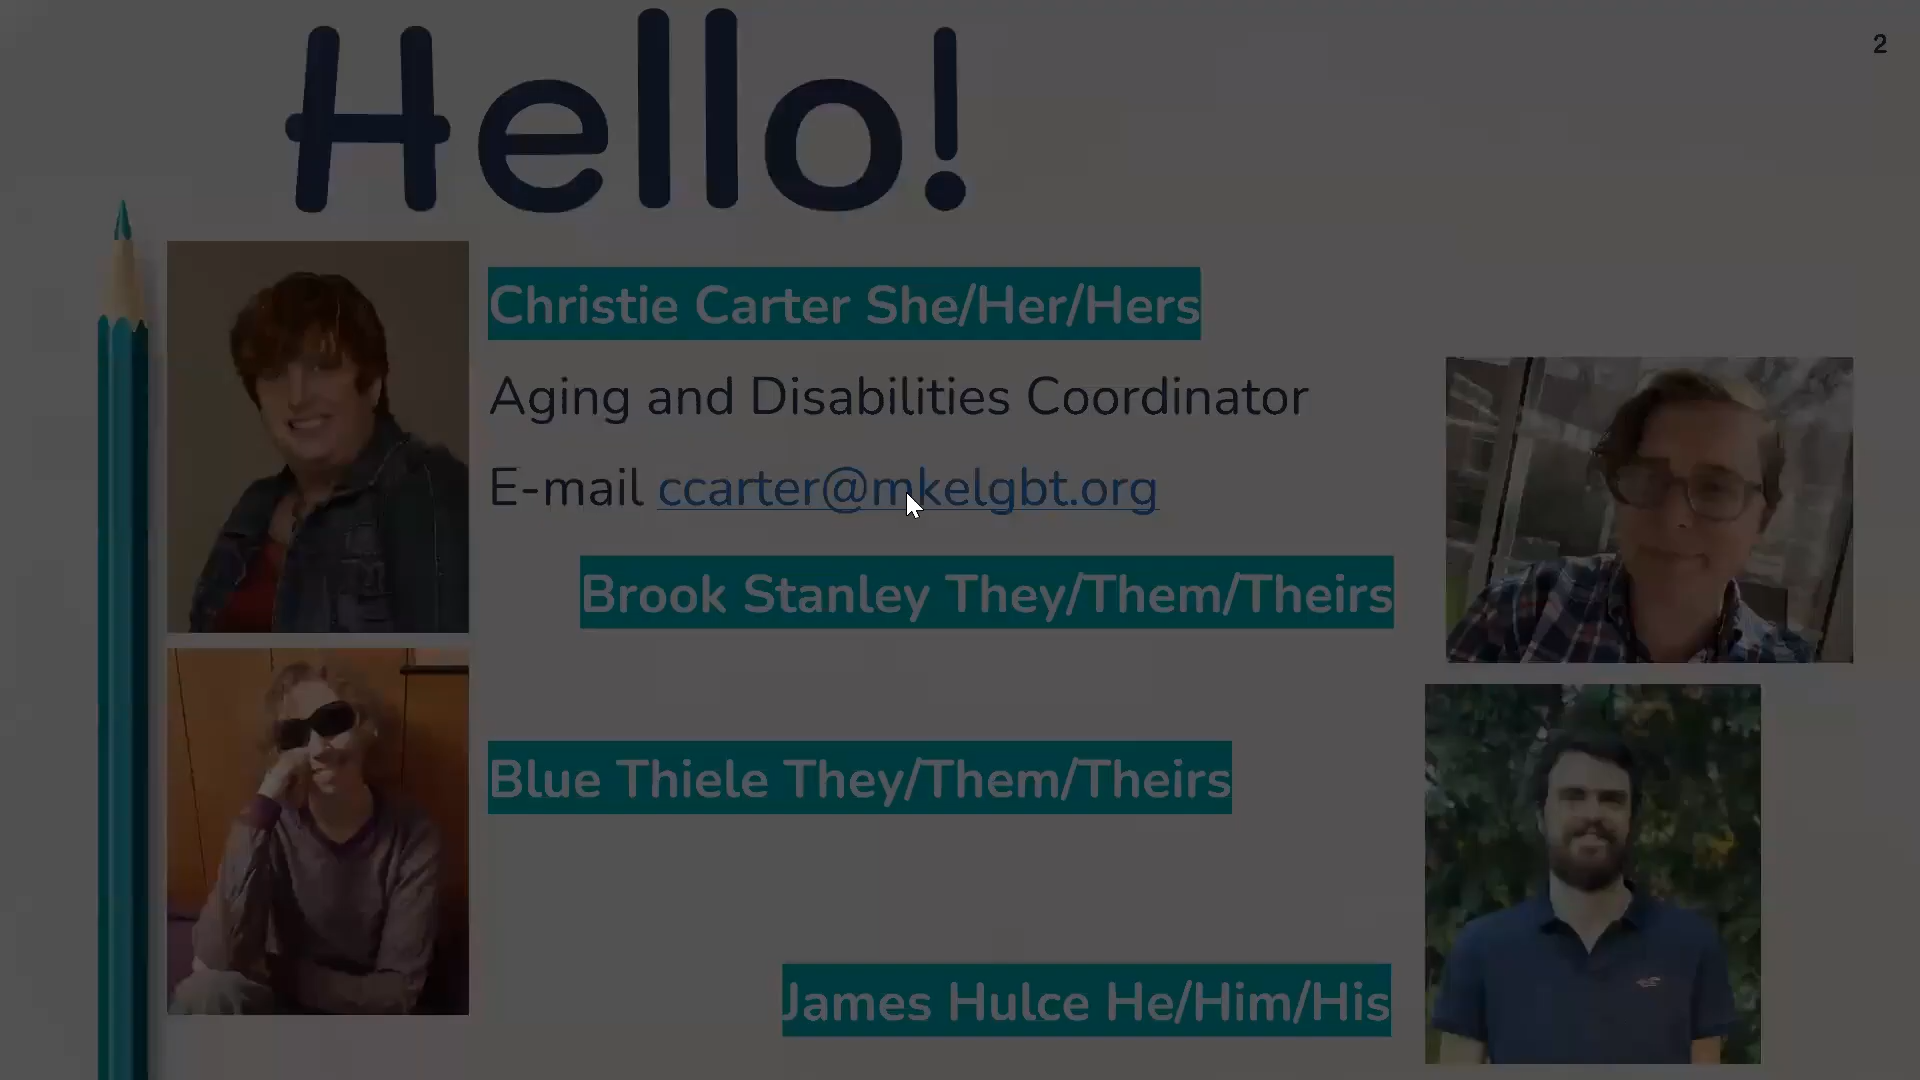 2
Hello!
Christie Carter She/Her/Hers
Aging and Disabilities Coordinator
E-mail ccarter@mkelgbt.org
Brook Stanley They/Them/Theirs
Blue Thiele They/Them/Theirs
James Hulce He/Him/His